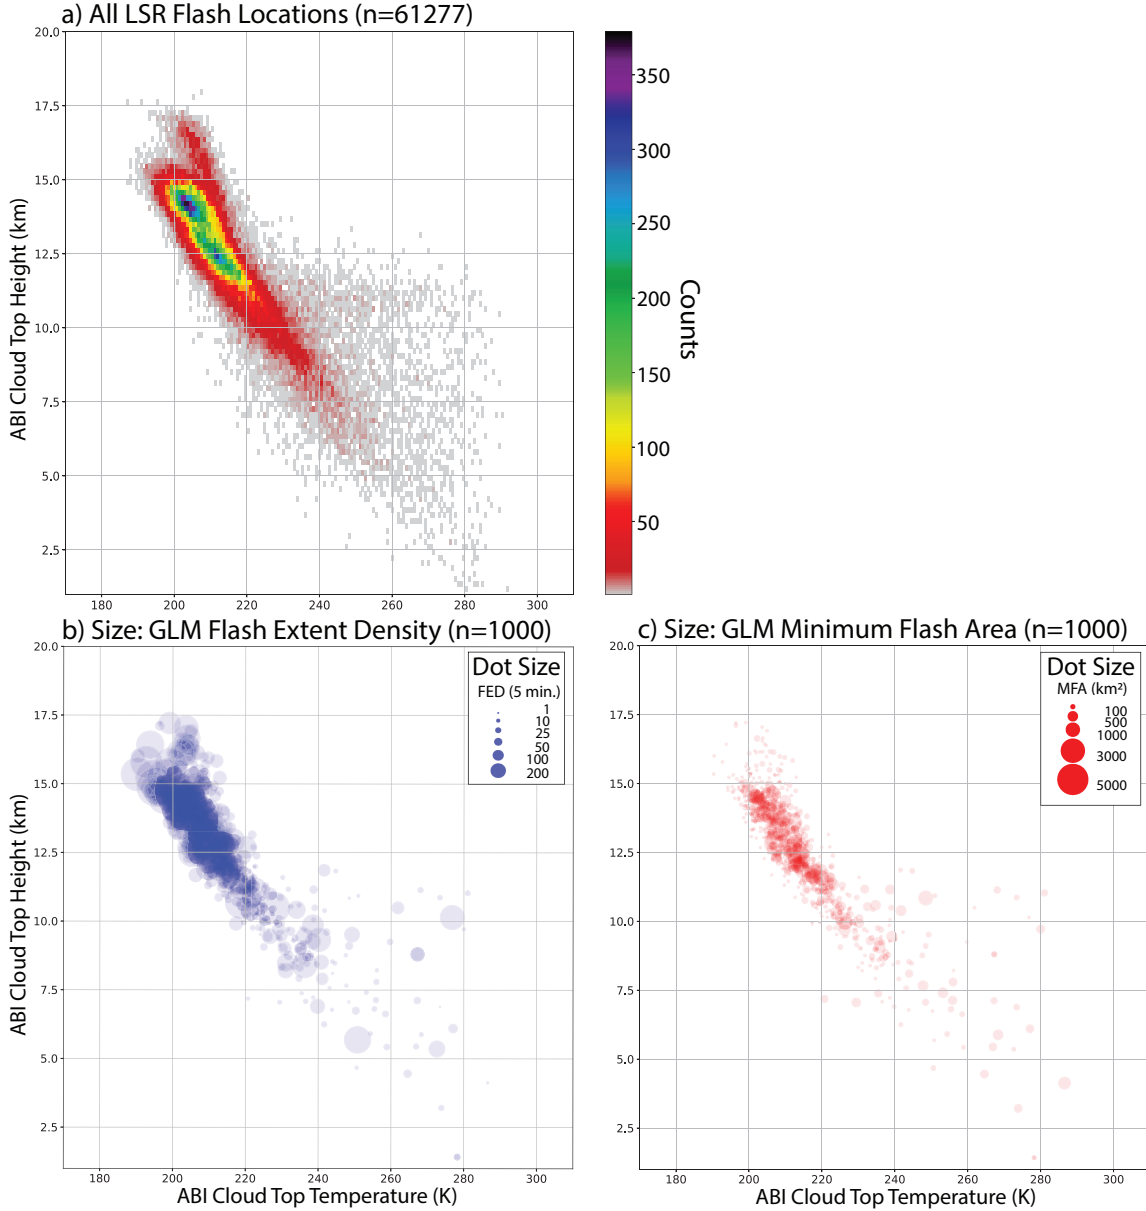 a) All LSR Flash Locations (n=61277)
20.0
17.5
15.0
12.5
10.0
7.5
5.0
2.5
ABI Cloud Top Height (km)
180 200 220 240 260 280 300
350
300
250
200
150
100
50
Counts
b) Size: GLM Flash Extent Density (n=1000)
20.0
17.5
15.0
12.5
10.0
7.5
5.0
2.5
ABI Cloud Top Height (km)
Dot Size
FED (5 min.)
1
10
25
50
100
200
180 200 220 240 260 280 300
ABI Cloud Top Temperature (K)
c) Size: GLM Minimum Flash Area (n=1000)
20.0
17.5
15.0
12.5
10.0
7.5
5.0
2.5
Dot Size
MFA (km²)
100
500
1000
3000
5000
180 200 220 240 260 280 300
ABI Cloud Top Temperature (K)